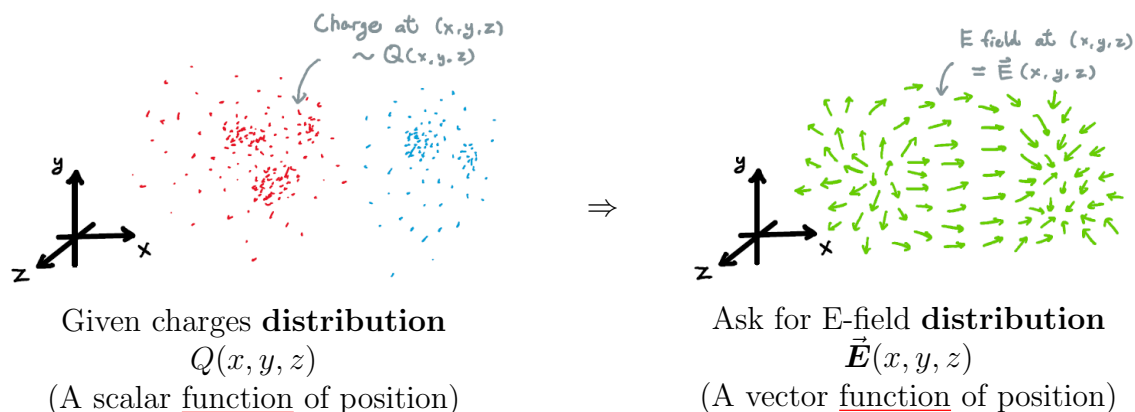 Charge at (x,y,z)
~ Q(x,y,z)
y
x
z
Given charges distribution
Q(x, y, z)
(A scalar function of position)
⇒
E field at (x,y,z)
= E⃗ (x,y,z)
y
x
z
Ask for E-field distribution
E⃗(x, y, z)
(A vector function of position)